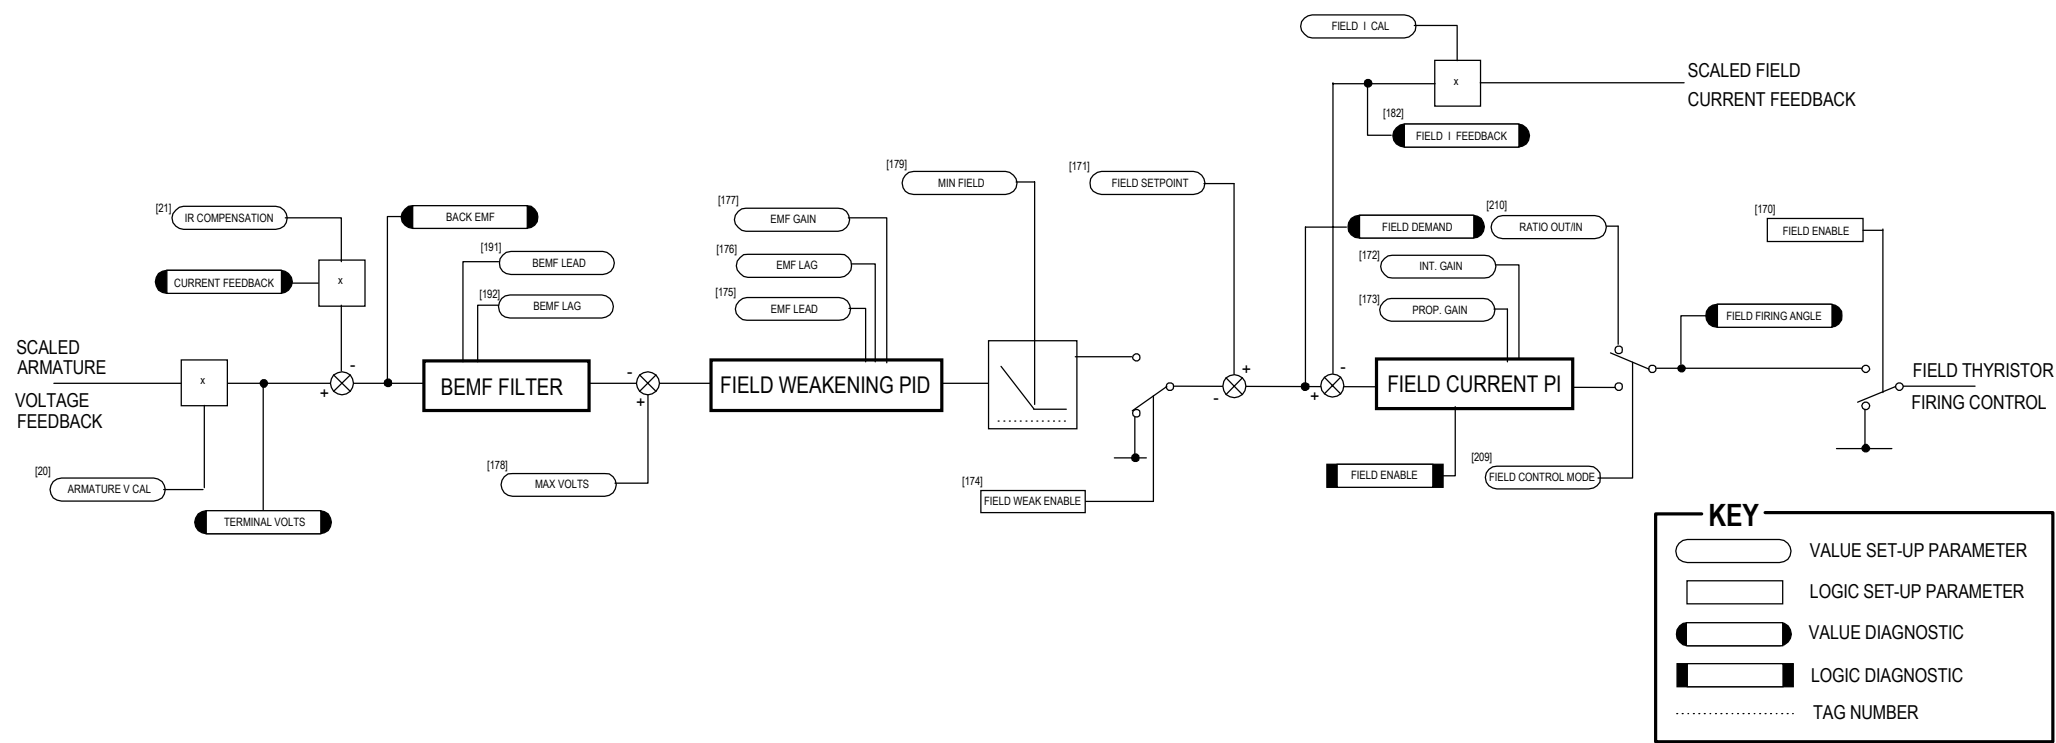 FIELD I CAL
SCALED FIELD
CURRENT FEEDBACK
x
[182]
FIELD I FEEDBACK
[179]
MIN FIELD
[171]
FIELD SETPOINT
+
-
[21]
IR COMPENSATION
BACK EMF
[177]
EMF GAIN
FIELD DEMAND
[210]
RATIO OUT/IN
[170]
FIELD ENABLE
[191]
BEMF LEAD
[176]
EMF LAG
[172]
INT. GAIN
CURRENT FEEDBACK
x
[192]
BEMF LAG
[175]
EMF LEAD
[173]
PROP. GAIN
FIELD FIRING ANGLE
SCALED
ARMATURE
VOLTAGE
FEEDBACK
x
-
+
BEMF FILTER
-
+
FIELD WEAKENING PID
-
+
FIELD CURRENT PI
FIELD THYRISTOR
FIRING CONTROL
[20]
ARMATURE V CAL
TERMINAL VOLTS
[178]
MAX VOLTS
[174]
FIELD WEAK ENABLE
FIELD ENABLE
[209]
FIELD CONTROL MODE
KEY
VALUE SET-UP PARAMETER
LOGIC SET-UP PARAMETER
VALUE DIAGNOSTIC
LOGIC DIAGNOSTIC
TAG NUMBER